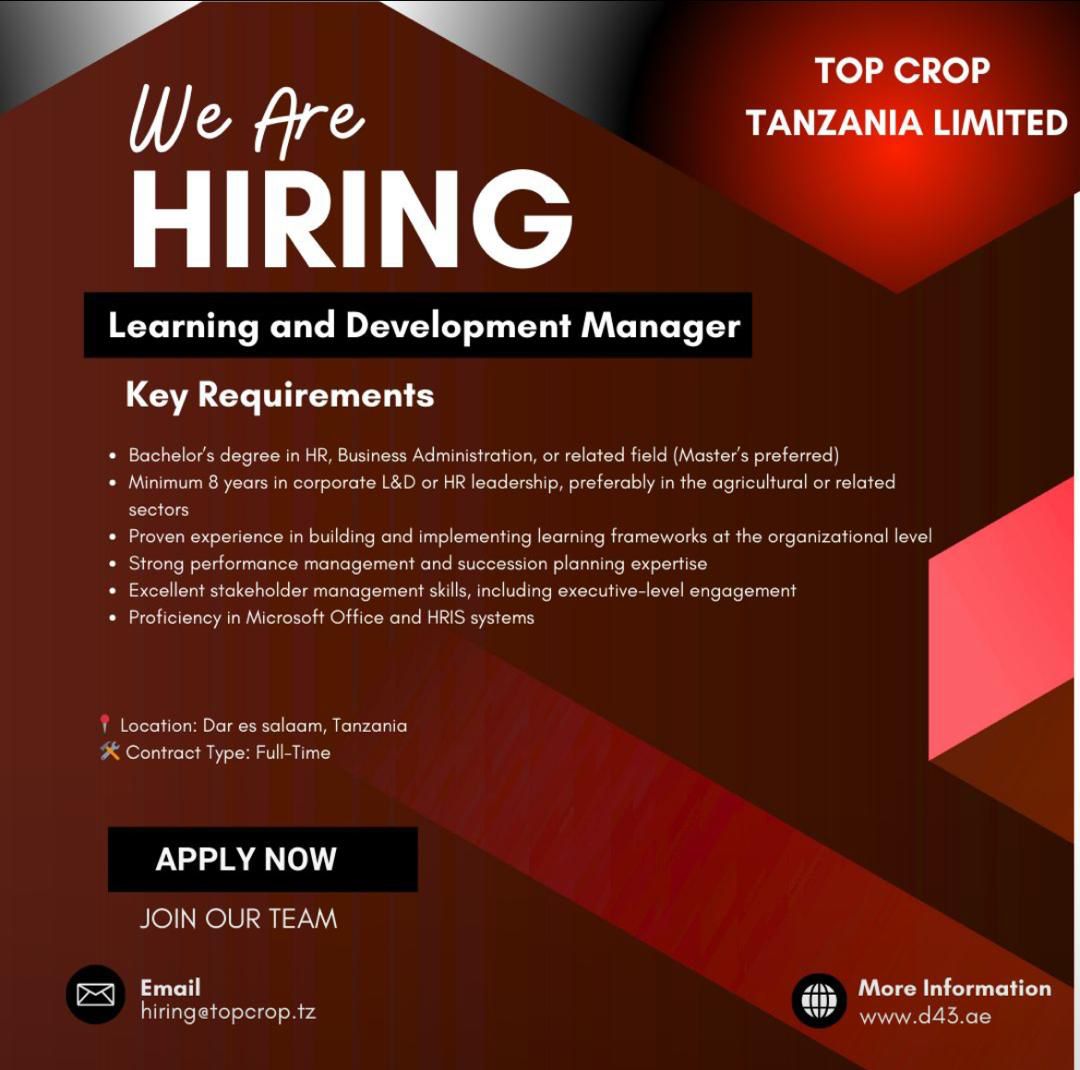 TOP CROP
TANZANIA LIMITED
We Are
HIRING
Learning and Development Manager
Key Requirements
• Bachelor's degree in HR, Business Administration, or related field (Master's preferred)
• Minimum 8 years in corporate L&D or HR leadership, preferably in the agricultural or related
sectors
• Proven experience in building and implementing learning frameworks at the organizational level
• Strong performance management and succession planning expertise
• Excellent stakeholder management skills, including executive-level engagement
• Proficiency in Microsoft Office and HRIS systems
📍 Location: Dar es salaam, Tanzania
🛠 Contract Type: Full-Time
APPLY NOW
JOIN OUR TEAM
Email
hiring@topcrop.tz
More Information
www.d43.ae